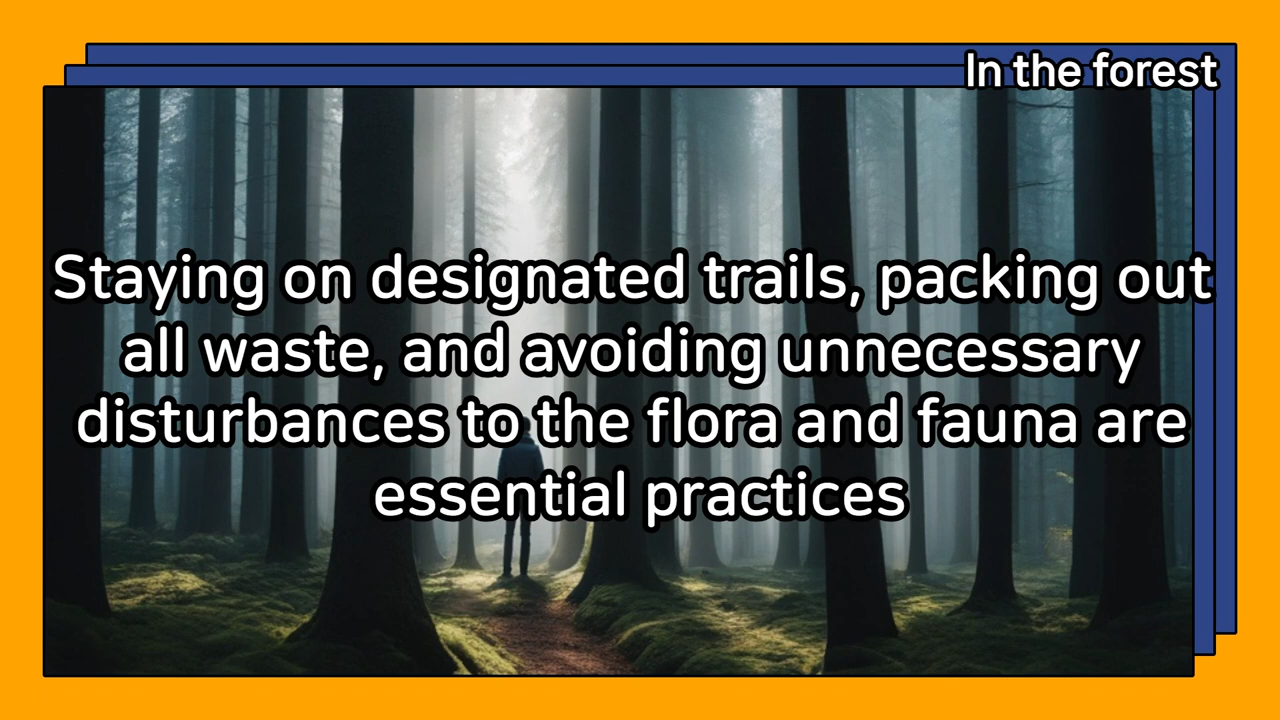 In the forest
Staying on designated trails, packing out
all waste, and avoiding unnecessary
disturbances to the flora and fauna are
essential practices